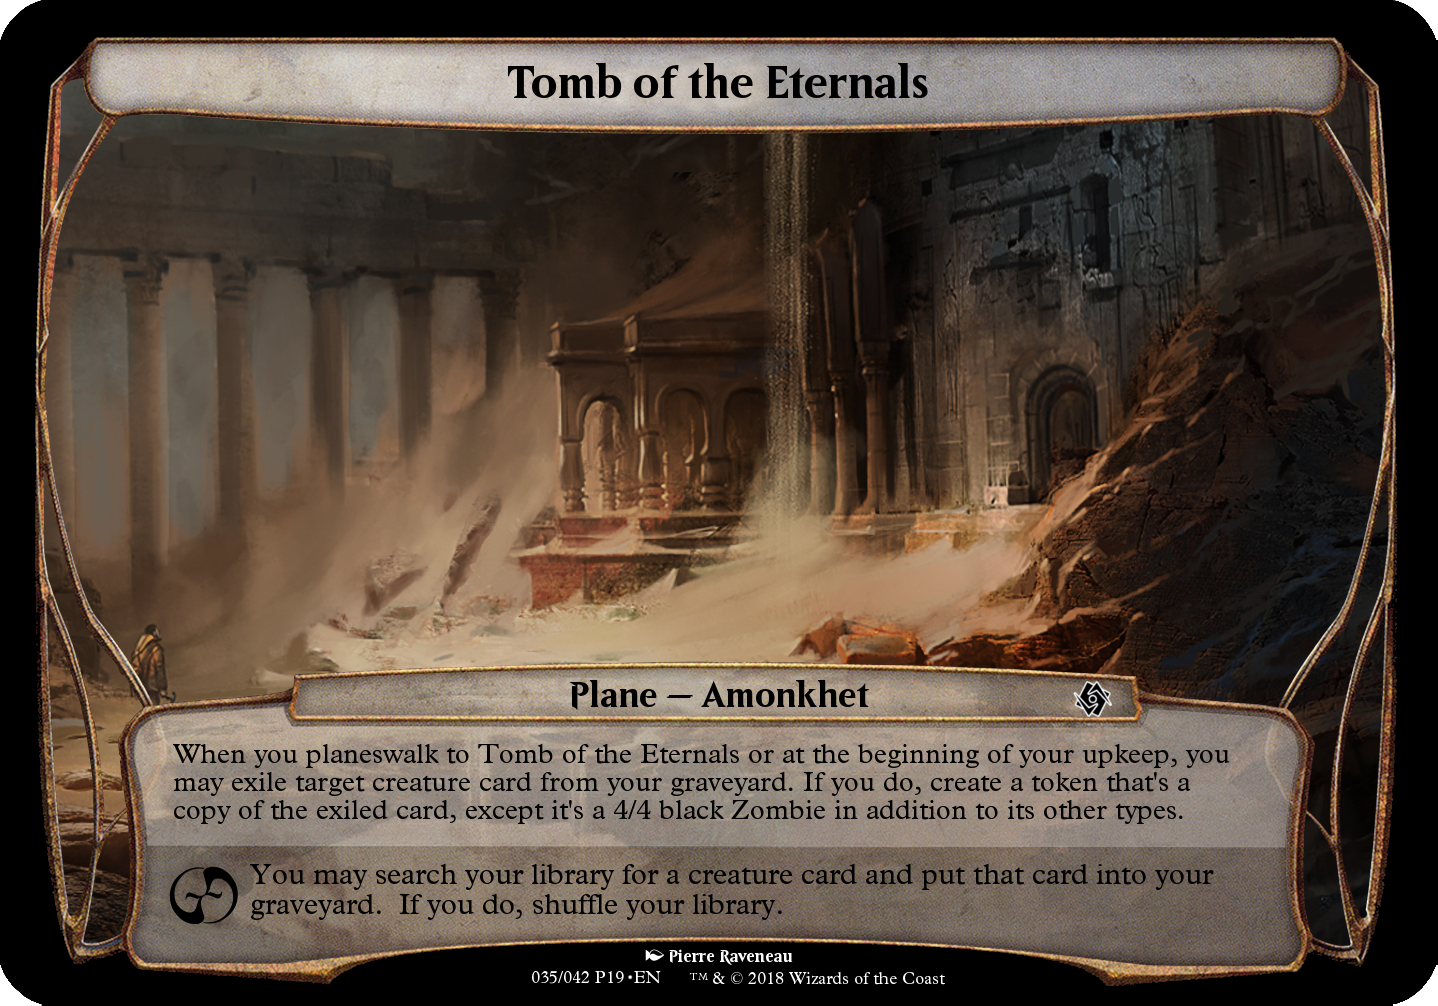 Tomb of the Eternals
Plane — Amonkhet
When you planeswalk to Tomb of the Eternals or at the beginning of your upkeep, you
may exile target creature card from your graveyard. If you do, create a token that's a
copy of the exiled card, except it's a 4/4 black Zombie in addition to its other types.
You may search your library for a creature card and put that card into your
graveyard.  If you do, shuffle your library.
Pierre Raveneau
035/042 P19•EN ™ & © 2018 Wizards of the Coast